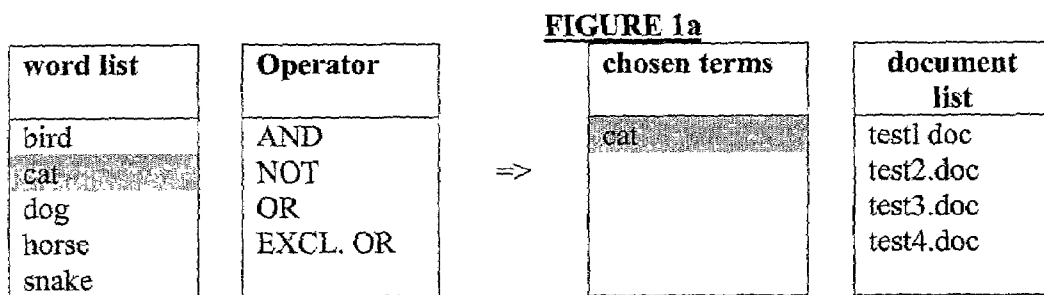 FIGURE 1a
word list
bird
cat
dog
horse
snake
Operator
AND
NOT
OR
EXCL. OR
=>
chosen terms
cat
document
list
test1 doc
test2.doc
test3.doc
test4.doc